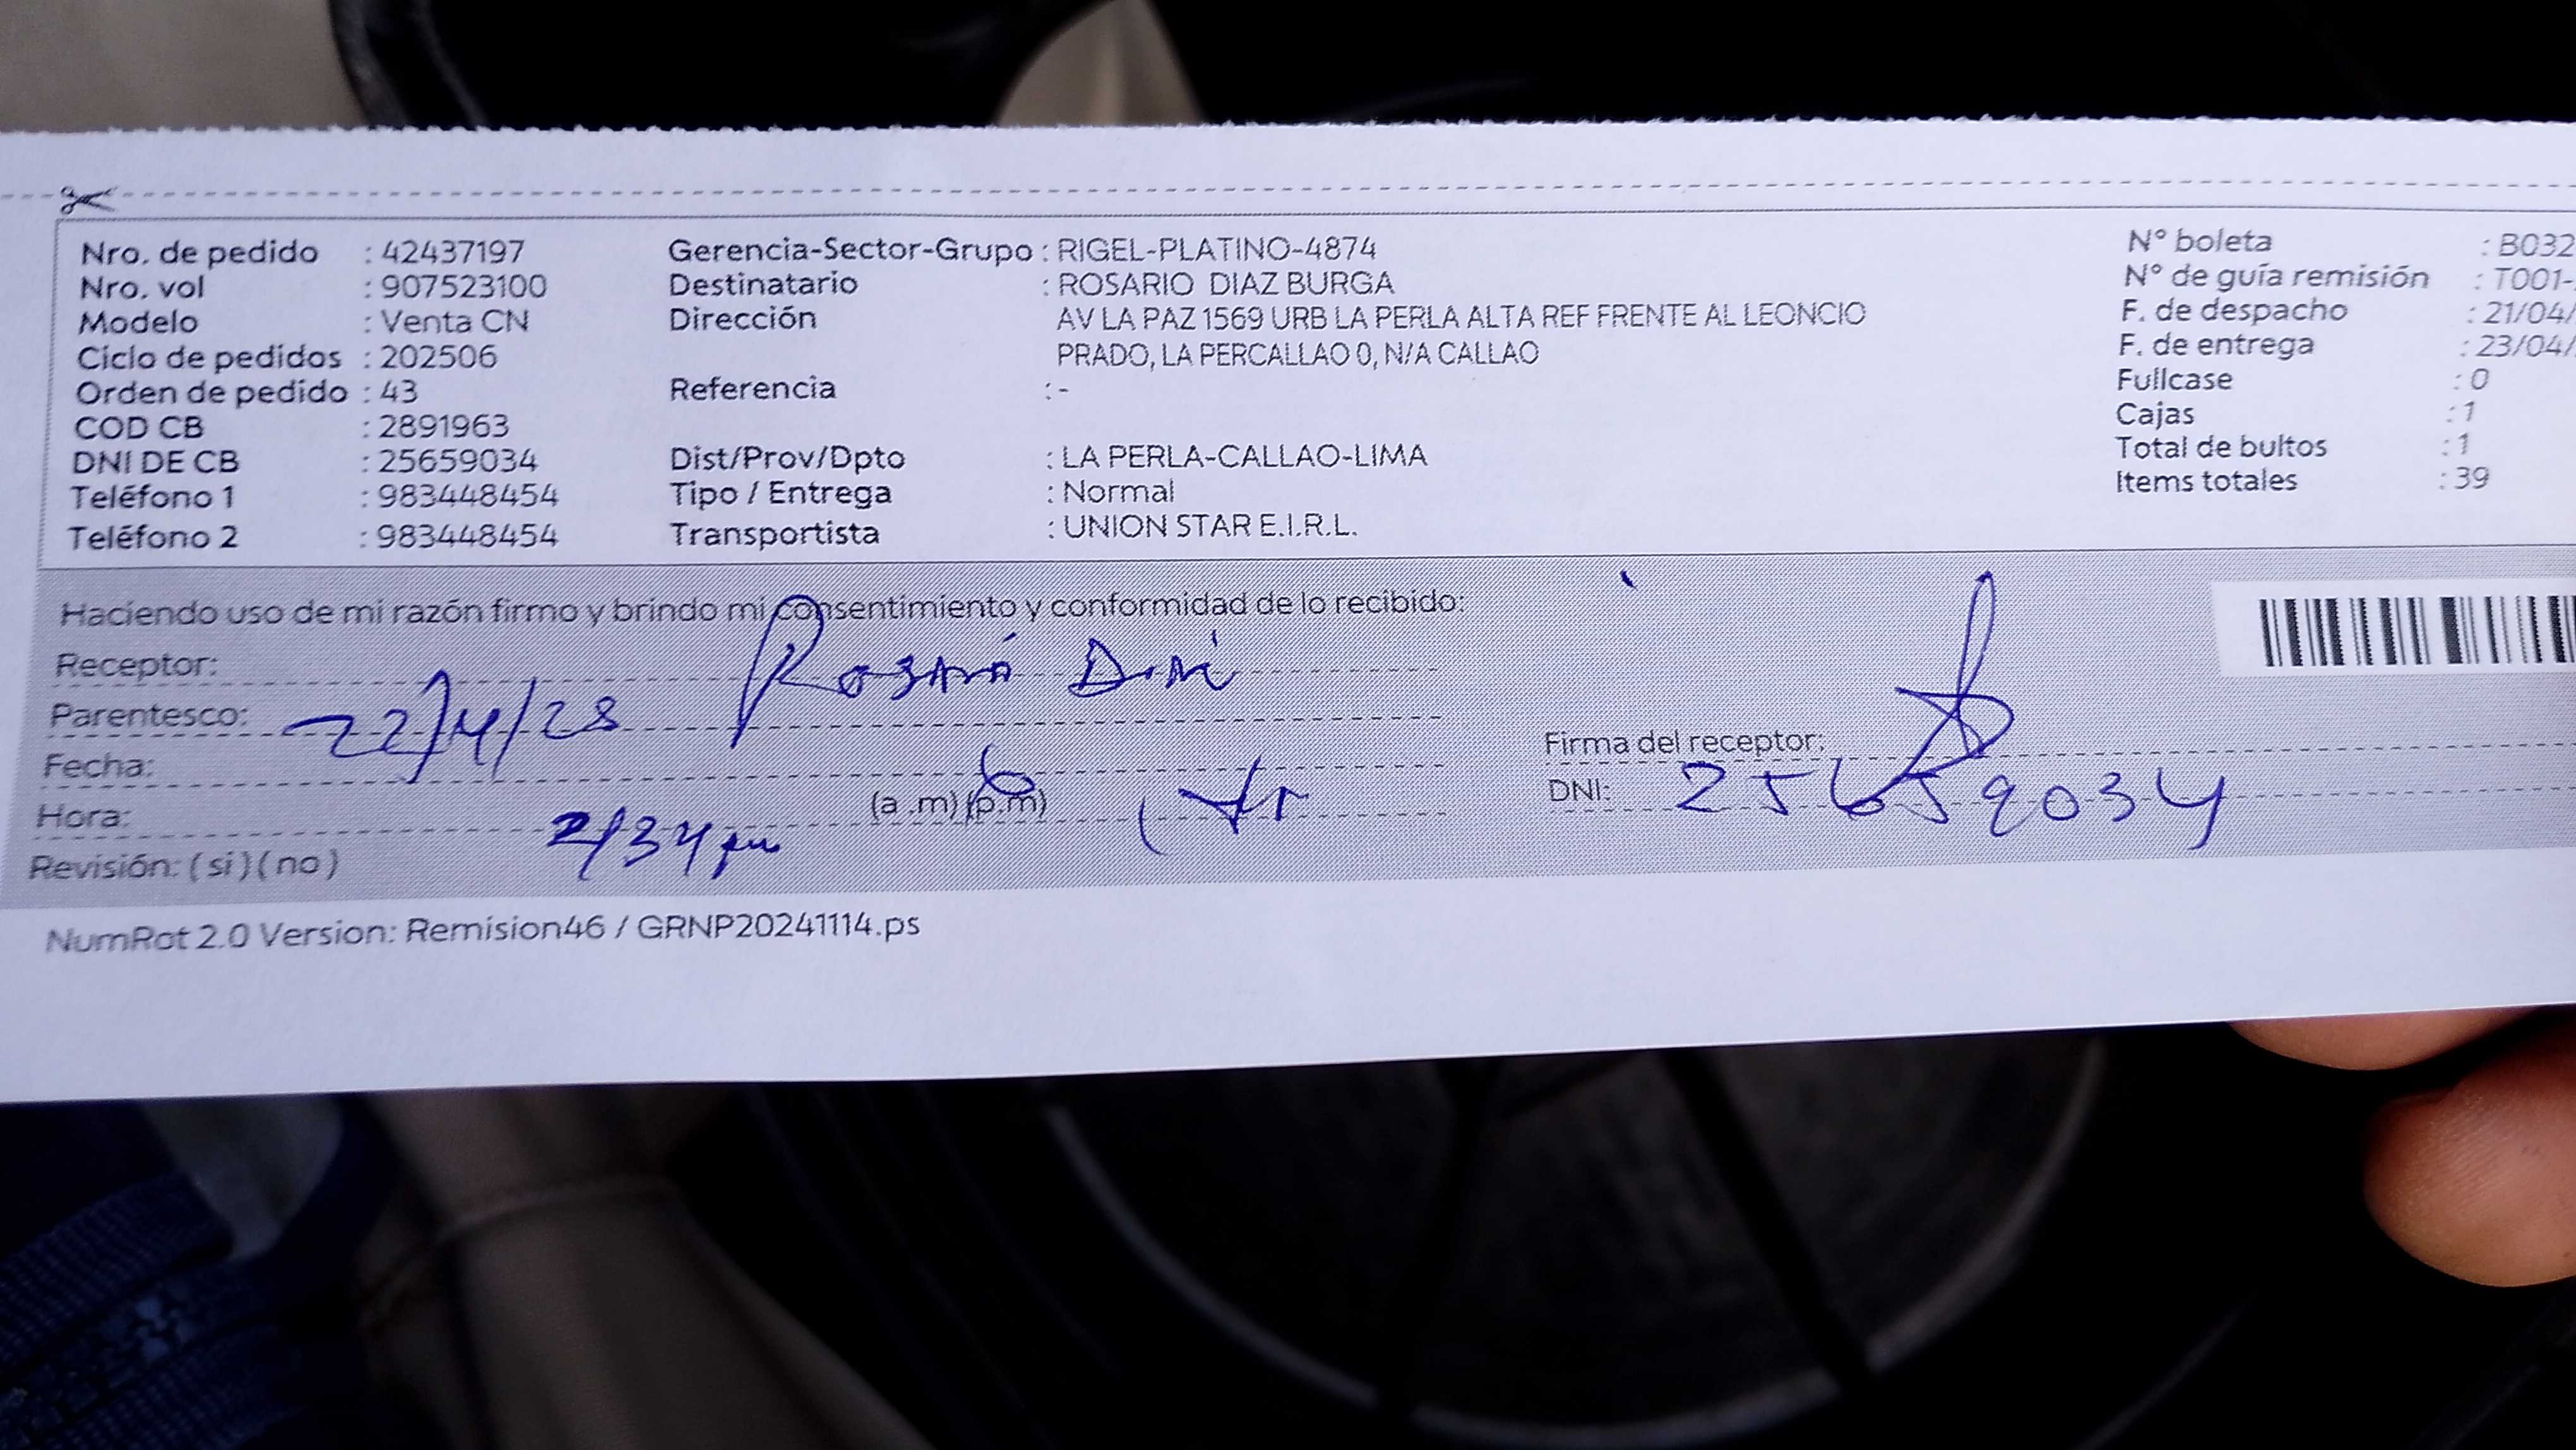 Nro. de pedido : 42437197
Nro. vol : 907523100
Modelo : Venta CN
Ciclo de pedidos : 202506
Orden de pedido : 43
COD CB : 2891963
DNI DE CB : 25659034
Teléfono 1 : 983448454
Teléfono 2 : 983448454
Gerencia-Sector-Grupo : RIGEL-PLATINO-4874
Destinatario : ROSARIO DIAZ BURGA
Dirección AV LA PAZ 1569 URB LA PERLA ALTA REF FRENTE AL LEONCIO
PRADO, LA PERCALLAO 0, N/A CALLAO
Referencia : -
Dist/Prov/Dpto : LA PERLA-CALLAO-LIMA
Tipo / Entrega : Normal
Transportista : UNION STAR E.I.R.L.
N° boleta : B032
N° de guía remisión : T001-
F. de despacho : 21/04/
F. de entrega : 23/04/
Fullcase : 0
Cajas : 1
Total de bultos : 1
Items totales : 39
Haciendo uso de mi razón firmo y brindo mi consentimiento y conformidad de lo recibido:
Receptor:
Parentesco: 22/4/28
Fecha:
Hora: (a .m) (p.m)
2/34 pm
Revisión: (si) (no)
Firma del receptor:
DNI: 25659034
NumRot 2.0 Version: Remision46 / GRNP20241114.ps